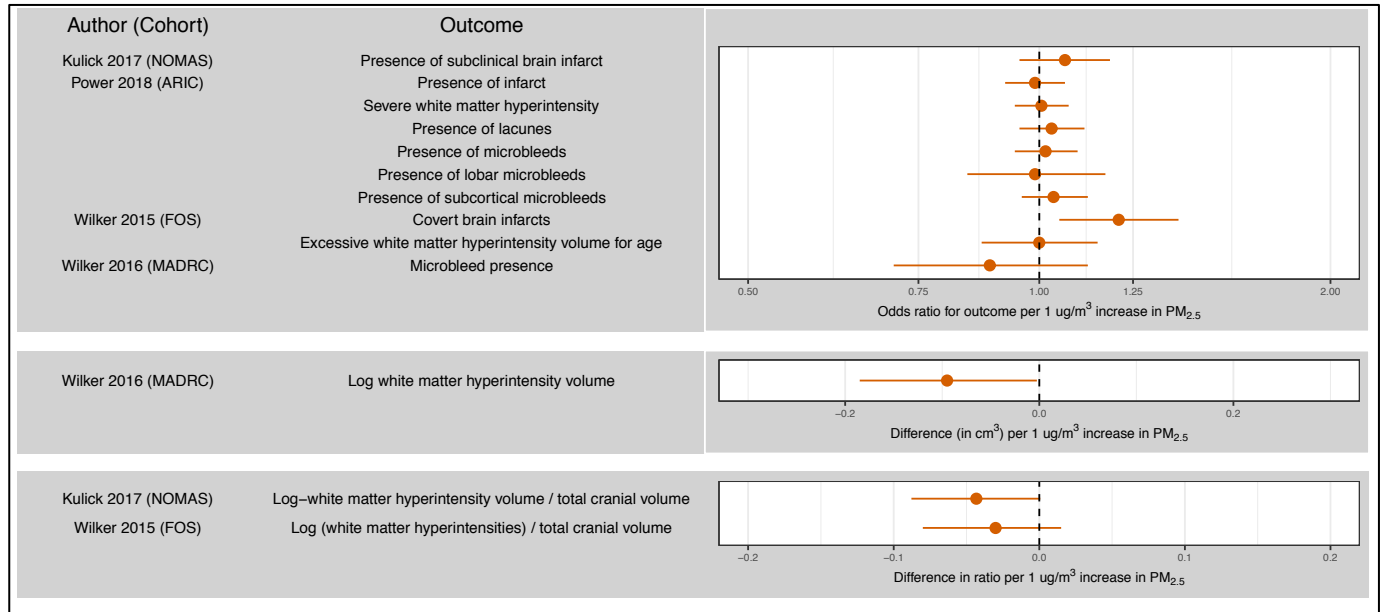 Author (Cohort) Outcome
Kulick 2017 (NOMAS) Presence of subclinical brain infarct
Power 2018 (ARIC) Presence of infarct
Severe white matter hyperintensity
Presence of lacunes
Presence of microbleeds
Presence of lobar microbleeds
Presence of subcortical microbleeds
Wilker 2015 (FOS) Covert brain infarcts
Excessive white matter hyperintensity volume for age
Wilker 2016 (MADRC) Microbleed presence
0.50 0.75 1.00 1.25 2.00
Odds ratio for outcome per 1 ug/m³ increase in PM₂.₅
Wilker 2016 (MADRC) Log white matter hyperintensity volume
−0.2 0.0 0.2
Difference (in cm³) per 1 ug/m³ increase in PM₂.₅
Kulick 2017 (NOMAS) Log−white matter hyperintensity volume / total cranial volume
Wilker 2015 (FOS) Log (white matter hyperintensities) / total cranial volume
−0.2 −0.1 0.0 0.1 0.2
Difference in ratio per 1 ug/m³ increase in PM₂.₅